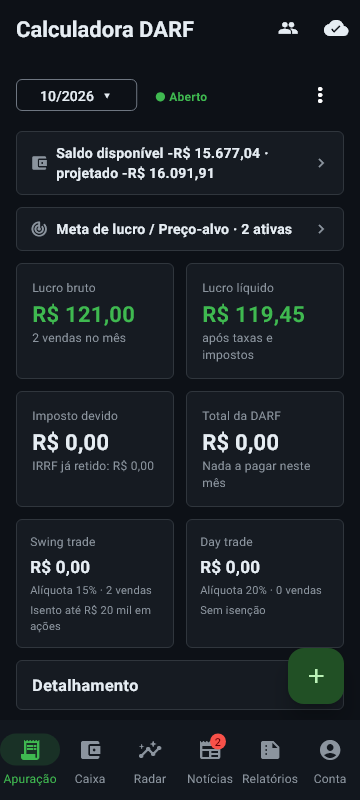 Calculadora DARF
10/2026
Aberto
Saldo disponível -R$ 15.677,04 ·
projetado -R$ 16.091,91
Meta de lucro / Preço-alvo · 2 ativas
Lucro bruto
R$ 121,00
2 vendas no mês
Lucro líquido
R$ 119,45
após taxas e
impostos
Imposto devido
R$ 0,00
IRRF já retido: R$ 0,00
Total da DARF
R$ 0,00
Nada a pagar neste
mês
Swing trade
R$ 0,00
Alíquota 15% · 2 vendas
Isento até R$ 20 mil em
ações
Day trade
R$ 0,00
Alíquota 20% · 0 vendas
Sem isenção
Detalhamento
+
2
Apuração
Caixa
Radar
Notícias
Relatórios
Conta